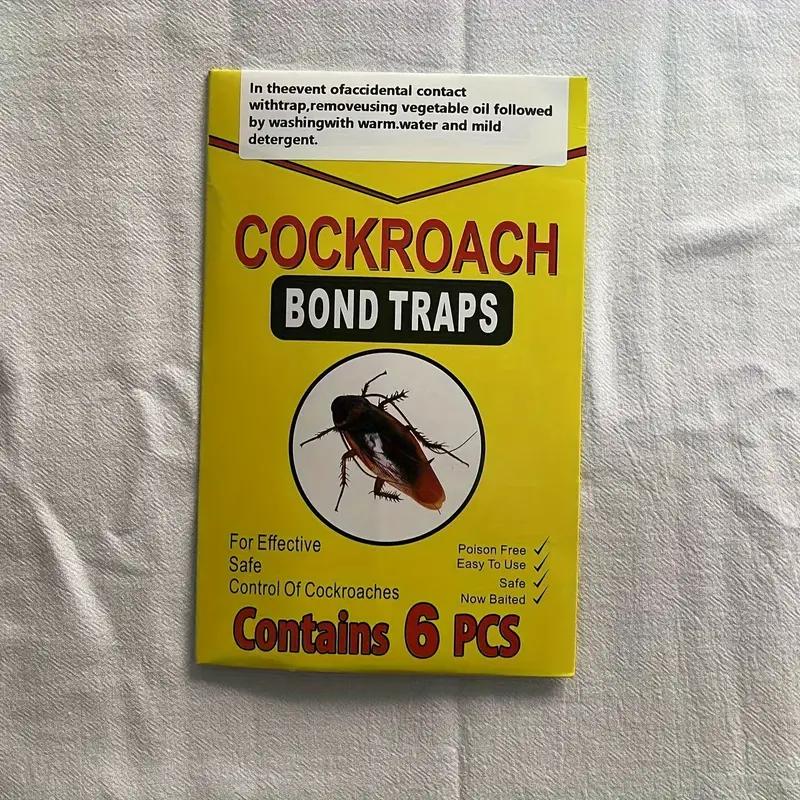 In theevent ofaccidental contact
withtrap,removeusing vegetable oil followed
by washingwith warm.water and mild
detergent.
COCKROACH
BOND TRAPS
For Effective
Safe
Control Of Cockroaches
Poison Free ✓
Easy To Use ✓
Safe ✓
Now Baited ✓
Contains 6 PCS